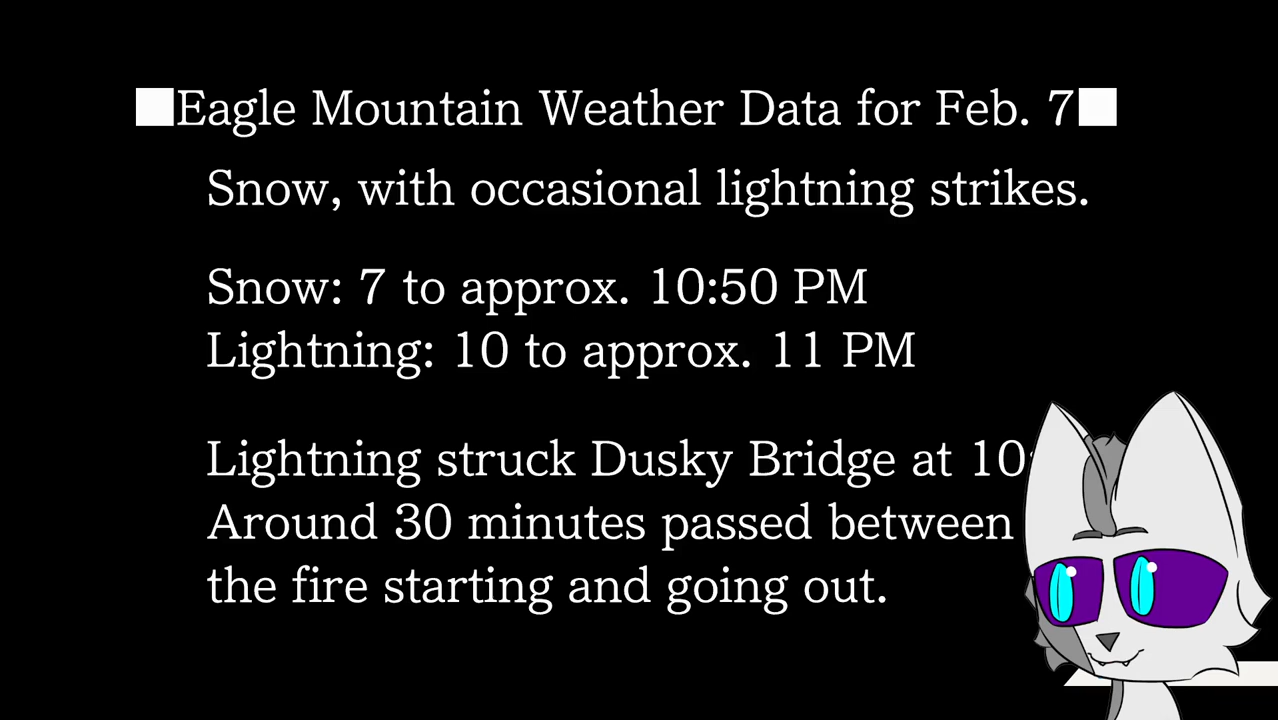 ■Eagle Mountain Weather Data for Feb. 7■
Snow, with occasional lightning strikes.
Snow: 7 to approx. 10:50 PM
Lightning: 10 to approx. 11 PM
Lightning struck Dusky Bridge at 10:
Around 30 minutes passed between
the fire starting and going out.